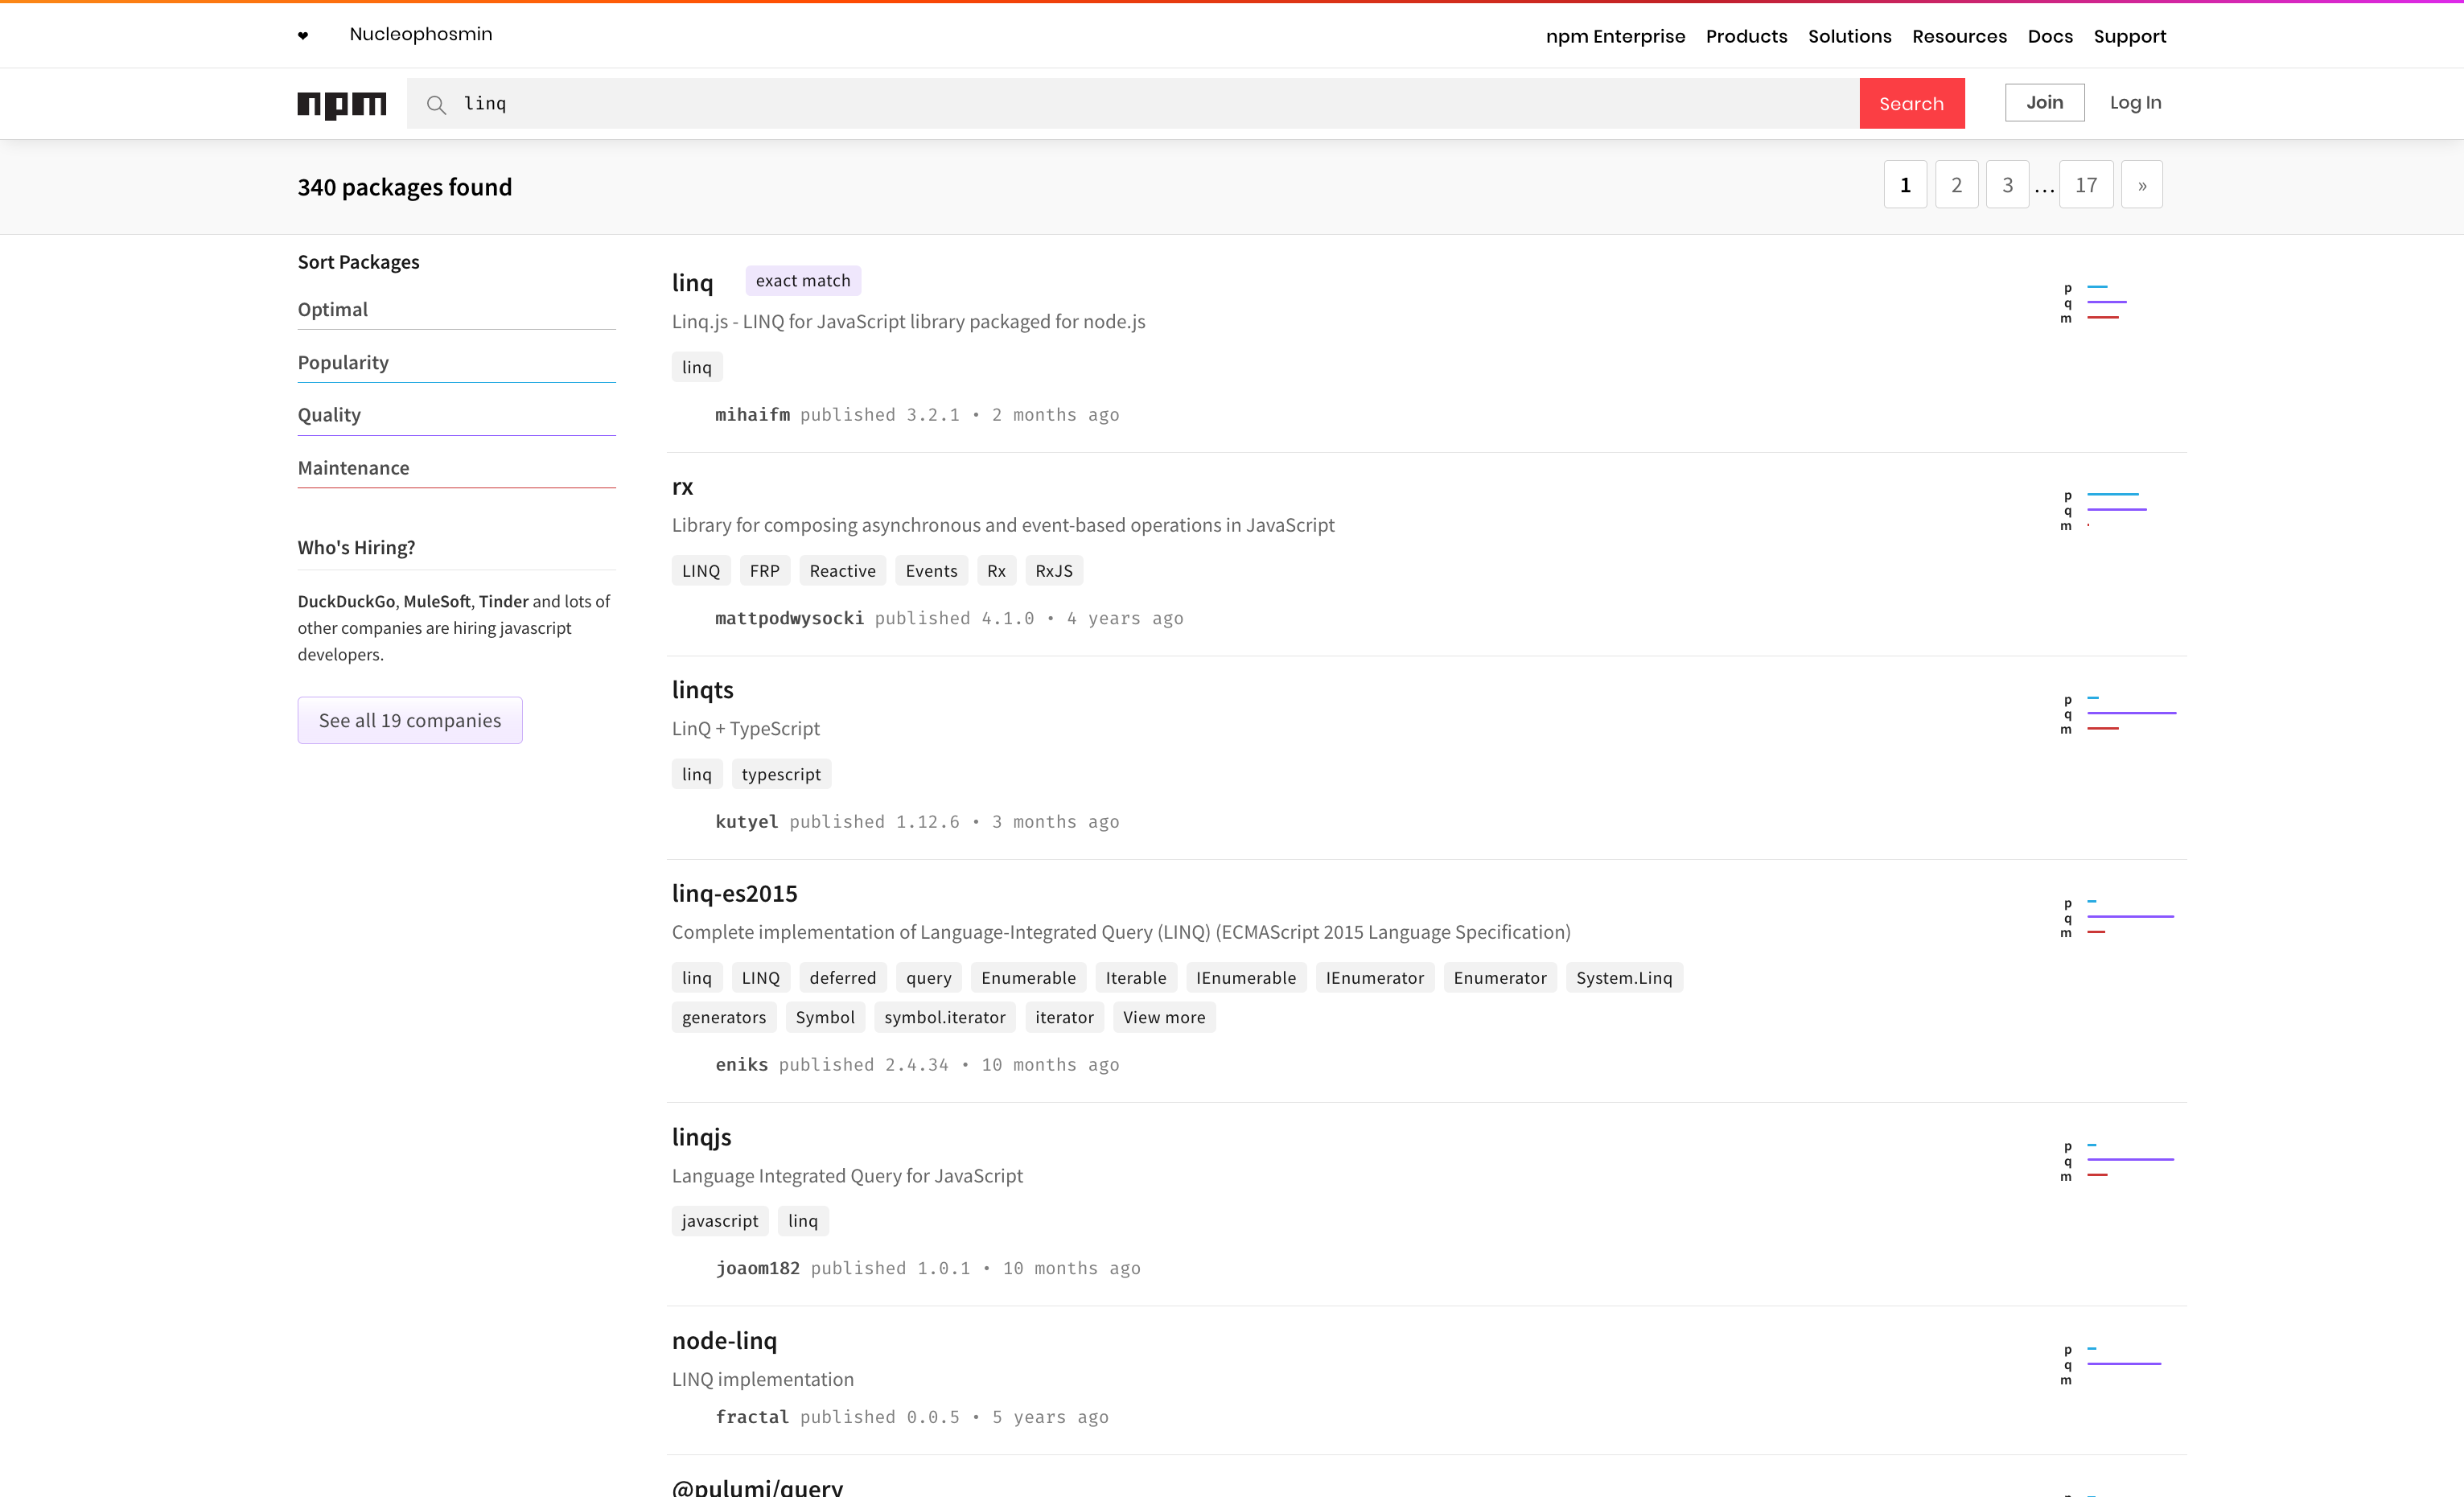 ❤ Nucleophosmin
npm Enterprise Products Solutions Resources Docs Support
npm
linq
Search
Join
Log In
340 packages found
1 2 3 … 17 »
Sort Packages
Optimal
Popularity
Quality
Maintenance
Who's Hiring?
DuckDuckGo, MuleSoft, Tinder and lots of
other companies are hiring javascript
developers.
See all 19 companies
linq exact match
Linq.js - LINQ for JavaScript library packaged for node.js
linq
mihaifm published 3.2.1 • 2 months ago
p
q
m
rx
Library for composing asynchronous and event-based operations in JavaScript
LINQ FRP Reactive Events Rx RxJS
mattpodwysocki published 4.1.0 • 4 years ago
p
q
m
linqts
LinQ + TypeScript
linq typescript
kutyel published 1.12.6 • 3 months ago
p
q
m
linq-es2015
Complete implementation of Language-Integrated Query (LINQ) (ECMAScript 2015 Language Specification)
linq LINQ deferred query Enumerable Iterable IEnumerable IEnumerator Enumerator System.Linq
generators Symbol symbol.iterator iterator View more
eniks published 2.4.34 • 10 months ago
p
q
m
linqjs
Language Integrated Query for JavaScript
javascript linq
joaom182 published 1.0.1 • 10 months ago
p
q
m
node-linq
LINQ implementation
fractal published 0.0.5 • 5 years ago
p
q
m
@pulumi/query